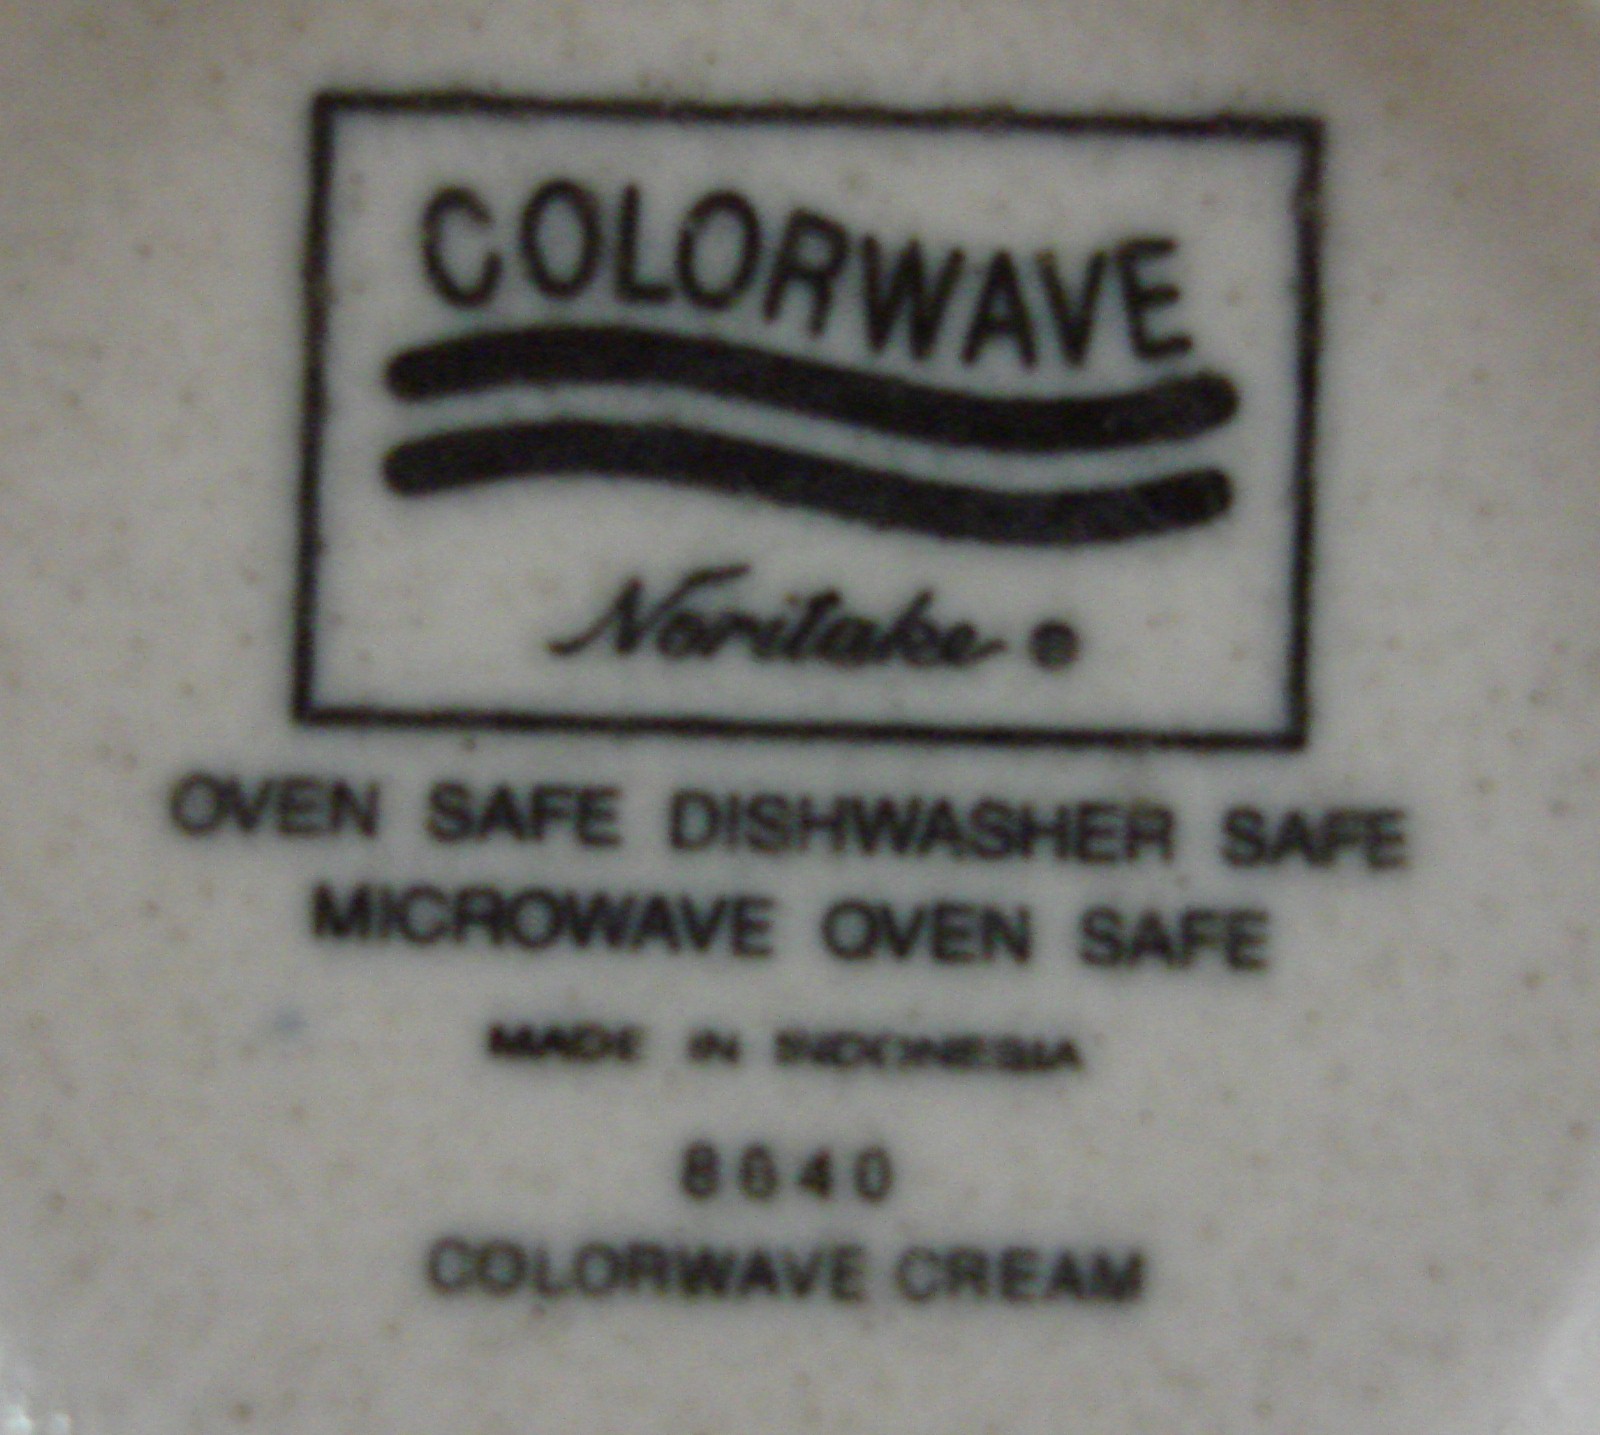 COLORWAVE
Noritake ®
OVEN SAFE DISHWASHER SAFE
MICROWAVE OVEN SAFE
MADE IN INDONESIA
8640
COLORWAVE CREAM